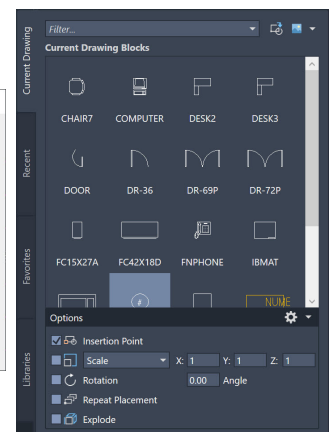 Current Drawing
Recent
Favorites
Libraries
Filter...
Current Drawing Blocks
CHAIR7 COMPUTER DESK2 DESK3
DOOR DR-36 DR-69P DR-72P
FC15X27A FC42X18D FNPHONE IBMAT
# NUME
Options
Insertion Point
Scale X: 1 Y: 1 Z: 1
Rotation 0.00 Angle
Repeat Placement
Explode